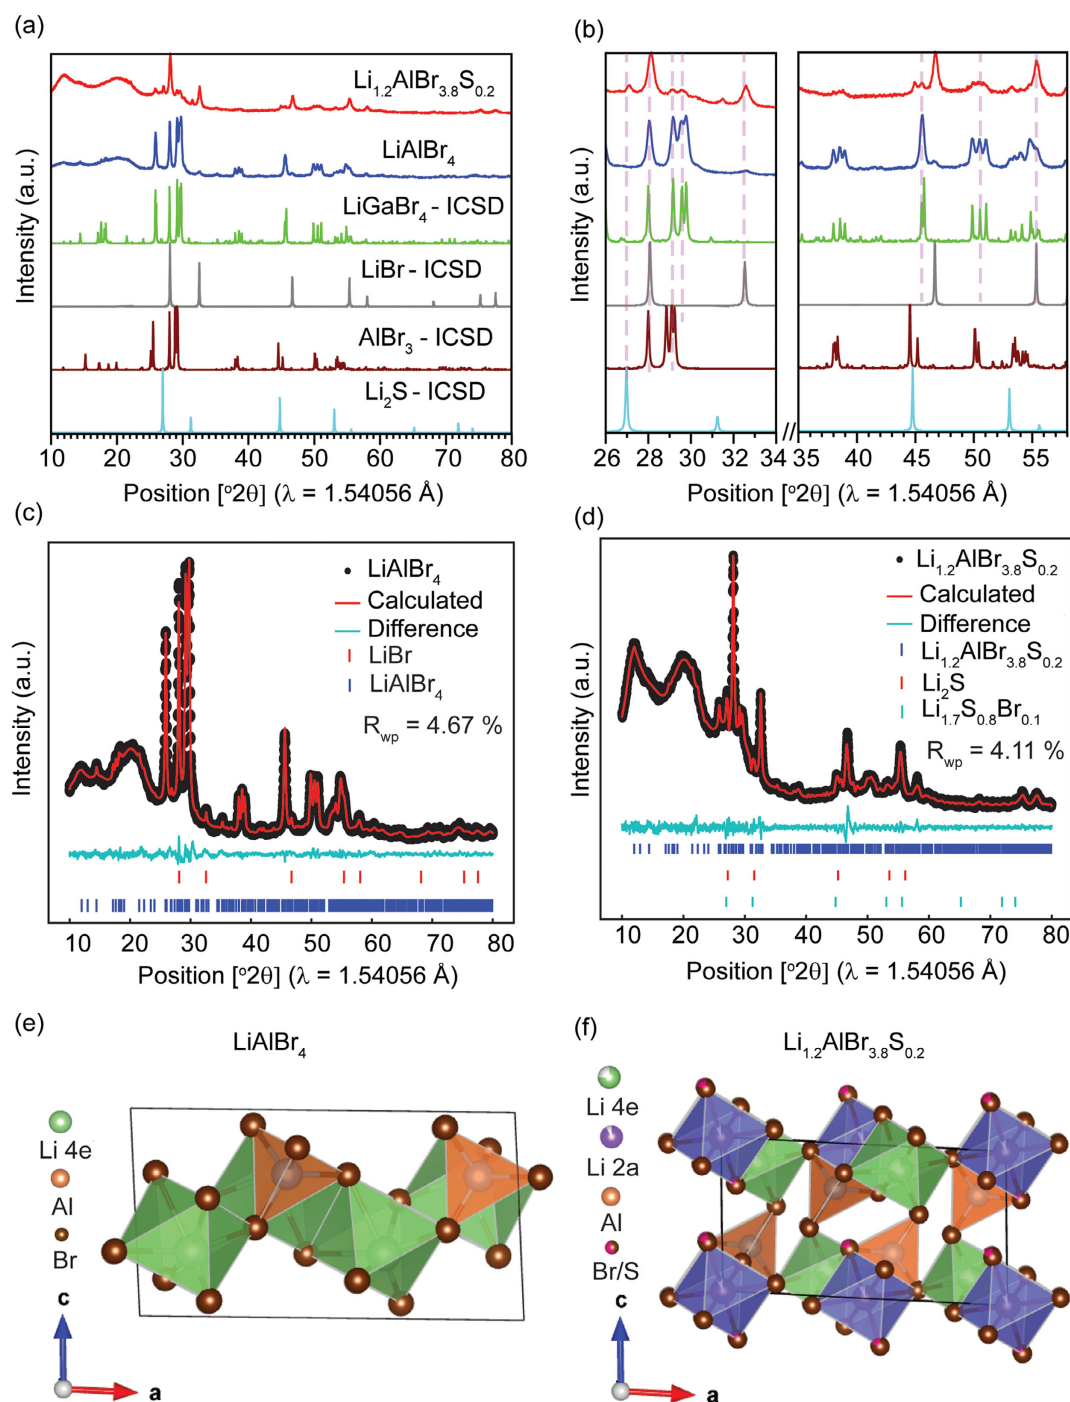 (a)
Li1.2AlBr3.8S0.2
LiAlBr4
LiGaBr4 - ICSD
LiBr - ICSD
AlBr3 - ICSD
Li2S - ICSD
Intensity (a.u.)
10 20 30 40 50 60 70 80
Position [°2θ] (λ = 1.54056 Å)
(b)
Intensity (a.u.)
26 28 30 32 34 // 35 40 45 50 55
Position [°2θ] (λ = 1.54056 Å)
(c)
LiAlBr4
Calculated
Difference
LiBr
LiAlBr4
Rwp = 4.67 %
Intensity (a.u.)
10 20 30 40 50 60 70 80
Position [°2θ] (λ = 1.54056 Å)
(d)
Li1.2AlBr3.8S0.2
Calculated
Difference
Li1.2AlBr3.8S0.2
Li2S
Li1.7S0.8Br0.1
Rwp = 4.11 %
Intensity (a.u.)
10 20 30 40 50 60 70 80
Position [°2θ] (λ = 1.54056 Å)
(e)
LiAlBr4
Li 4e
Al
Br
c
a
(f)
Li1.2AlBr3.8S0.2
Li 4e
Li 2a
Al
Br/S
c
a